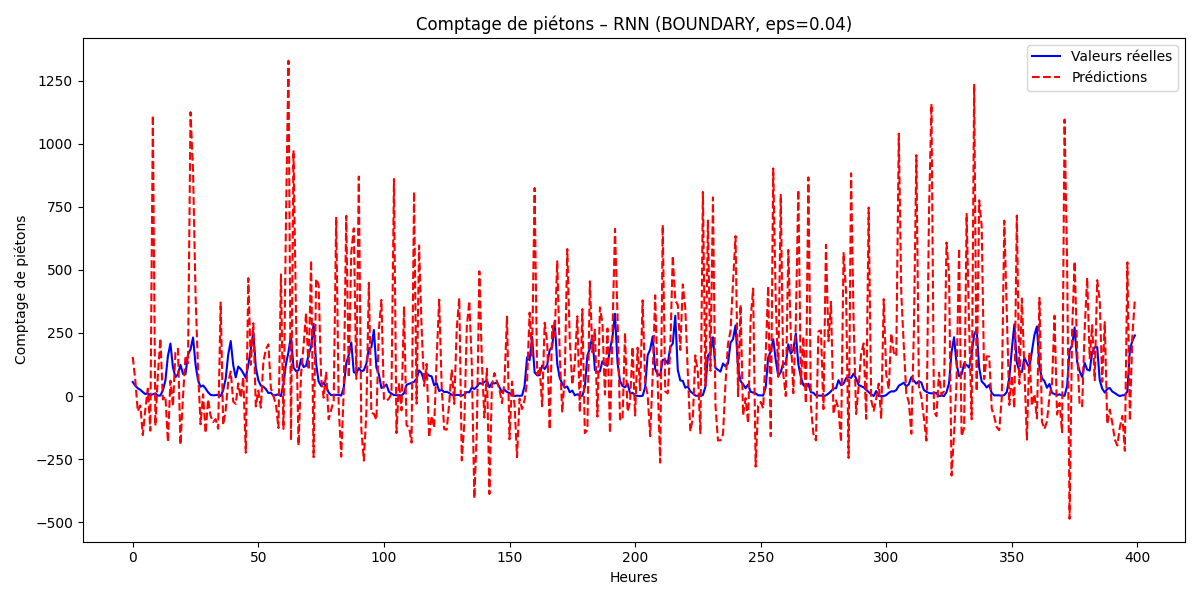 Comptage de piétons – RNN (BOUNDARY, eps=0.04)
Valeurs réelles
Prédictions
Comptage de piétons
1250
1000
750
500
250
0
−250
−500
0 50 100 150 200 250 300 350 400
Heures